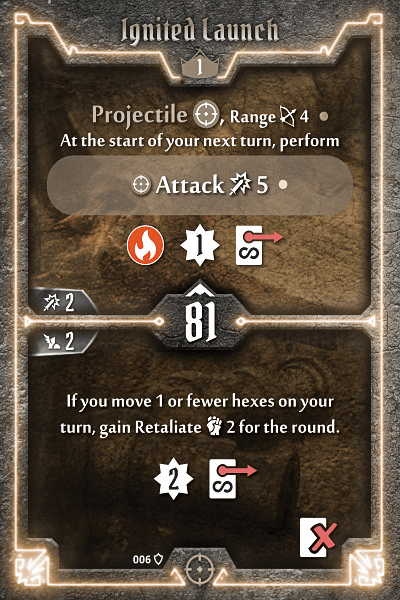 Ignited Launch
1
Projectile, Range 4
At the start of your next turn, perform
Attack 5
1
2
81
2
If you move 1 or fewer hexes on your
turn, gain Retaliate 2 for the round.
2
006